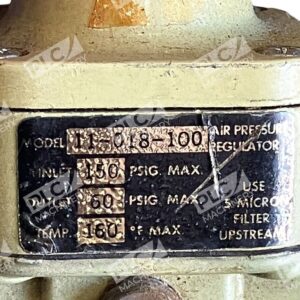 MODEL 11-018-100 AIR PRESSURE REGULATOR
INLET 150 PSIG. MAX.
OUTLET 60 PSIG. MAX.
TEMP. 160 °F MAX
USE
5 MICRON
FILTER
UPSTREAM